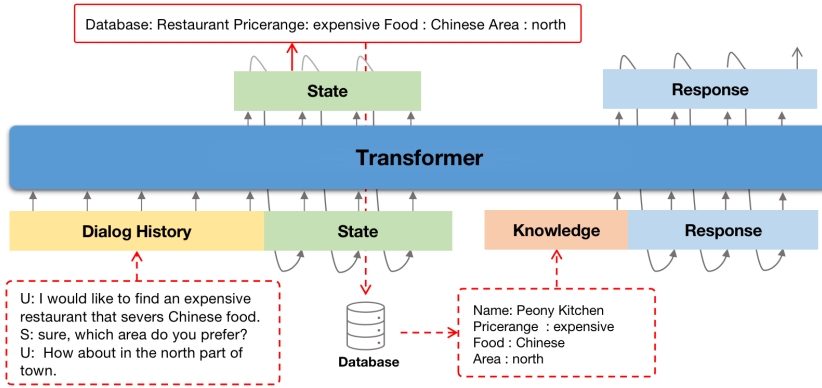 Database: Restaurant Pricerange: expensive Food : Chinese Area : north
State
Response
Transformer
Dialog History
State
Knowledge
Response
U: I would like to find an expensive
restaurant that severs Chinese food.
S: sure, which area do you prefer?
U:  How about in the north part of
town.
Database
Name: Peony Kitchen
Pricerange  : expensive
Food : Chinese
Area : north